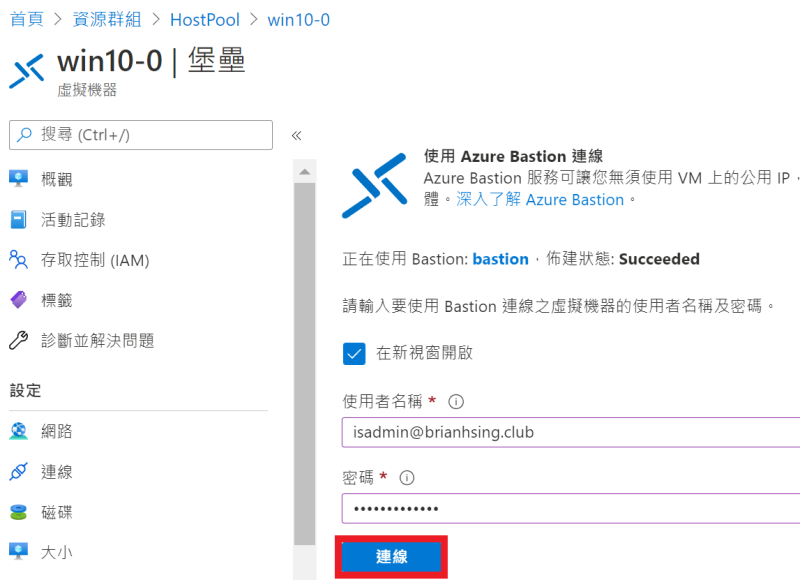 首頁 > 資源群組 > HostPool > win10-0
win10-0 | 堡壘
虛擬機器
搜尋 (Ctrl+/)
«
概觀
活動記錄
存取控制 (IAM)
標籤
診斷並解決問題
設定
網路
連線
磁碟
大小
使用 Azure Bastion 連線
Azure Bastion 服務可讓您無須使用 VM 上的公用 IP，
體。深入了解 Azure Bastion。
正在使用 Bastion: bastion，佈建狀態: Succeeded
請輸入要使用 Bastion 連線之虛擬機器的使用者名稱及密碼。
在新視窗開啟
使用者名稱 *
isadmin@brianhsing.club
密碼 *
•••••••••••••
連線